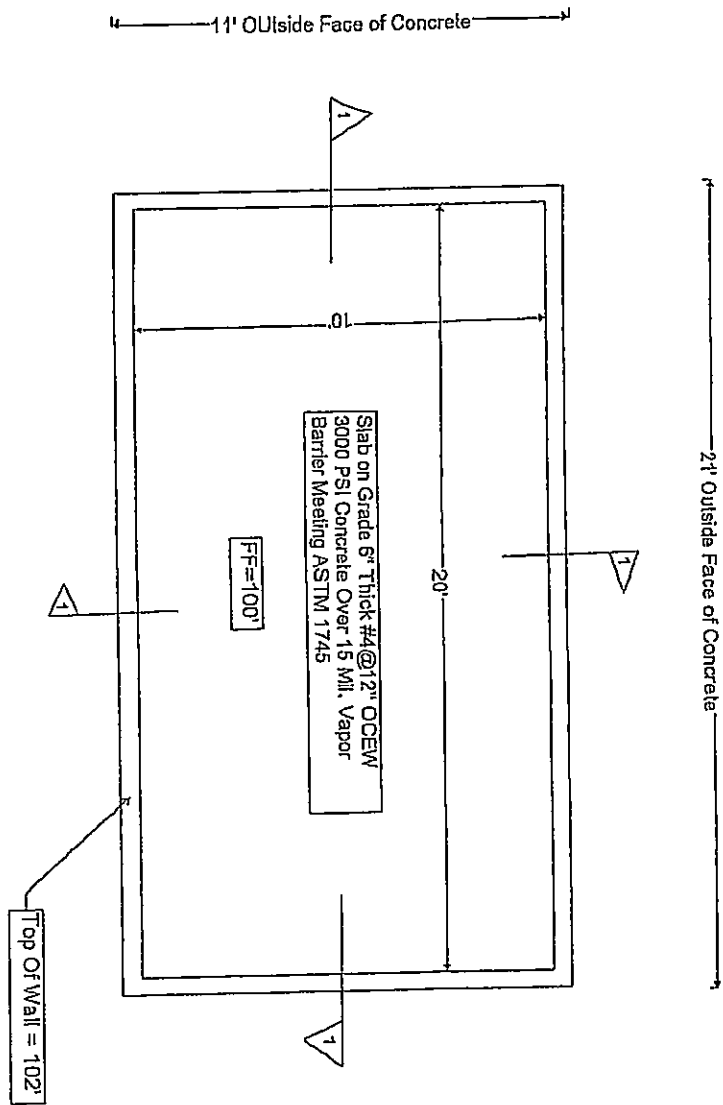 11' OUtside Face of Concrete
21' Outside Face of Concrete
1
10'
20'
Slab on Grade 6" Thick #4@12" OCEW
3000 PSI Concrete Over 15 Mil. Vapor
Barrier Meeting ASTM 1745
FF=100'
1
1
1
Top Of Wall = 102'